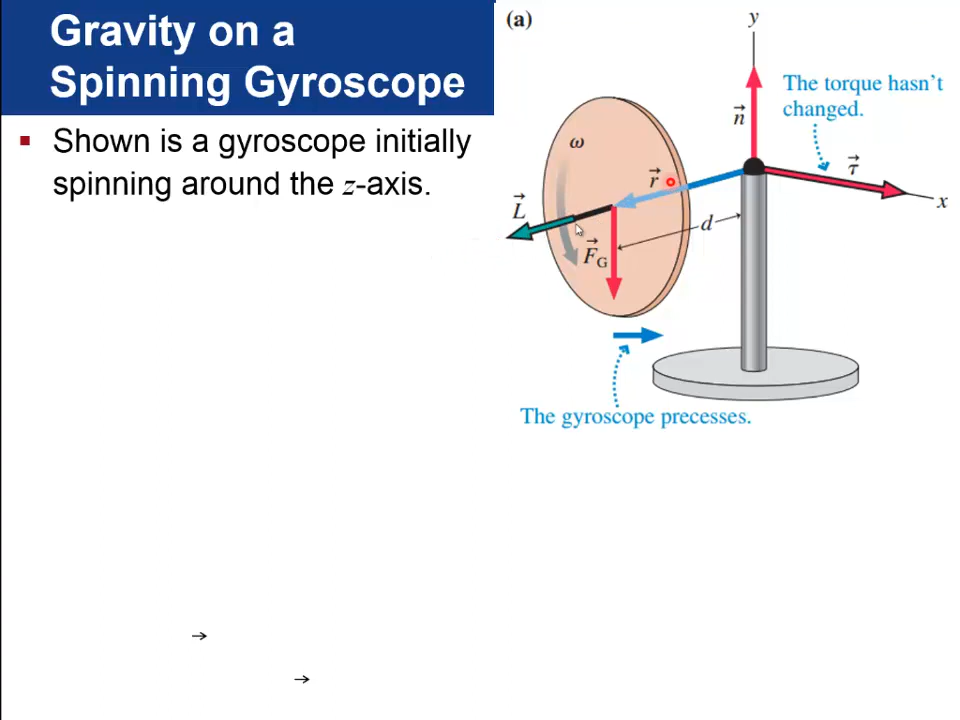 Gravity on a
Spinning Gyroscope
▪ Shown is a gyroscope initially
spinning around the z-axis.
(a)
y
The torque hasn't
changed.
n⃗
ω
r⃗
τ⃗
x
L⃗
d
F⃗G
The gyroscope precesses.
→
→